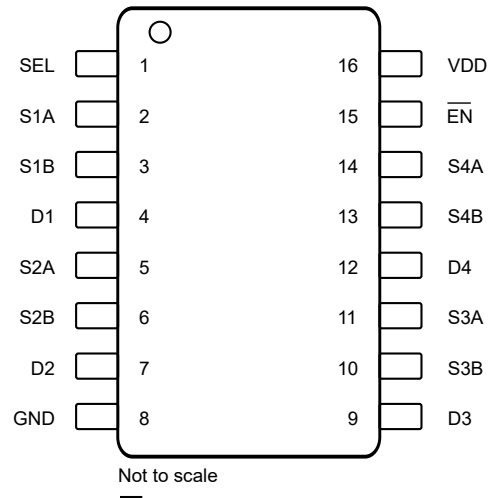 SEL 1 16 VDD
S1A 2 15 E̅N̅
S1B 3 14 S4A
D1 4 13 S4B
S2A 5 12 D4
S2B 6 11 S3A
D2 7 10 S3B
GND 8 9 D3
Not to scale